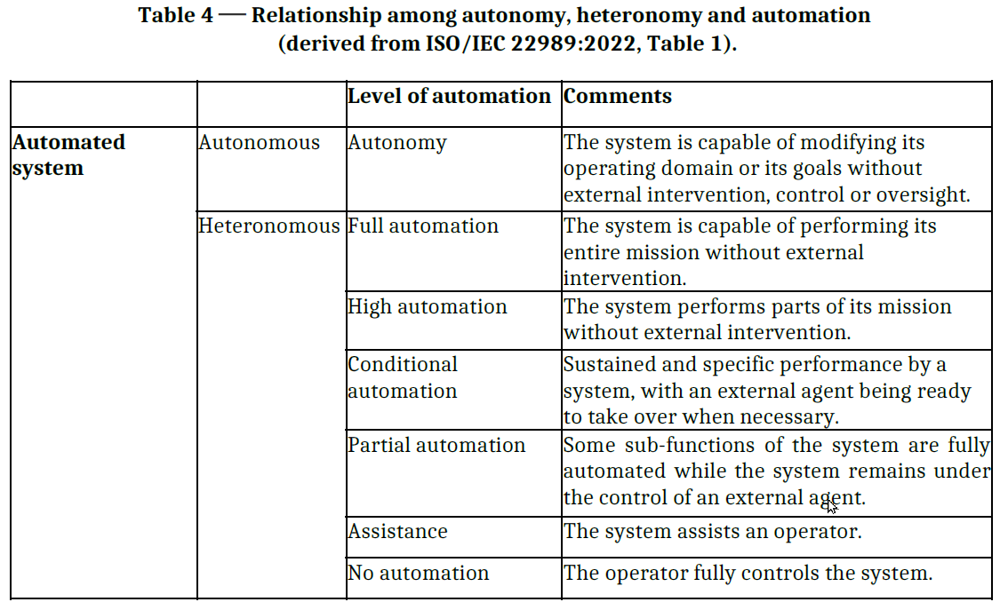 Table 4 — Relationship among autonomy, heteronomy and automation
(derived from ISO/IEC 22989:2022, Table 1).
Level of automation Comments
Automated
system
Autonomous
Autonomy
The system is capable of modifying its
operating domain or its goals without
external intervention, control or oversight.
Heteronomous
Full automation
The system is capable of performing its
entire mission without external
intervention.
High automation
The system performs parts of its mission
without external intervention.
Conditional
automation
Sustained and specific performance by a
system, with an external agent being ready
to take over when necessary.
Partial automation
Some sub-functions of the system are fully
automated while the system remains under
the control of an external agent.
Assistance
The system assists an operator.
No automation
The operator fully controls the system.